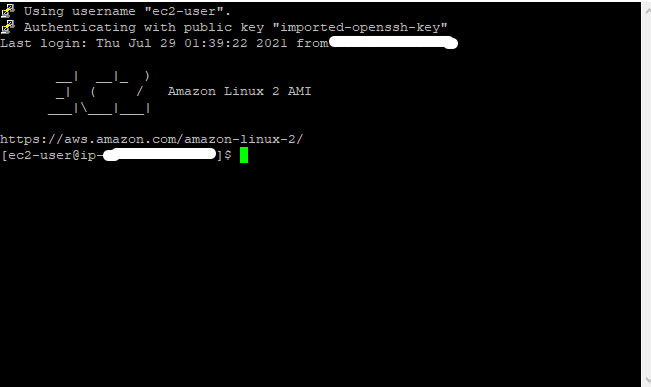 Using username "ec2-user".
Authenticating with public key "imported-openssh-key"
Last login: Thu Jul 29 01:39:22 2021 from
       __|  __|_  )
       _|  (     /   Amazon Linux 2 AMI
      ___|\___|___|
https://aws.amazon.com/amazon-linux-2/
[ec2-user@ip-]$